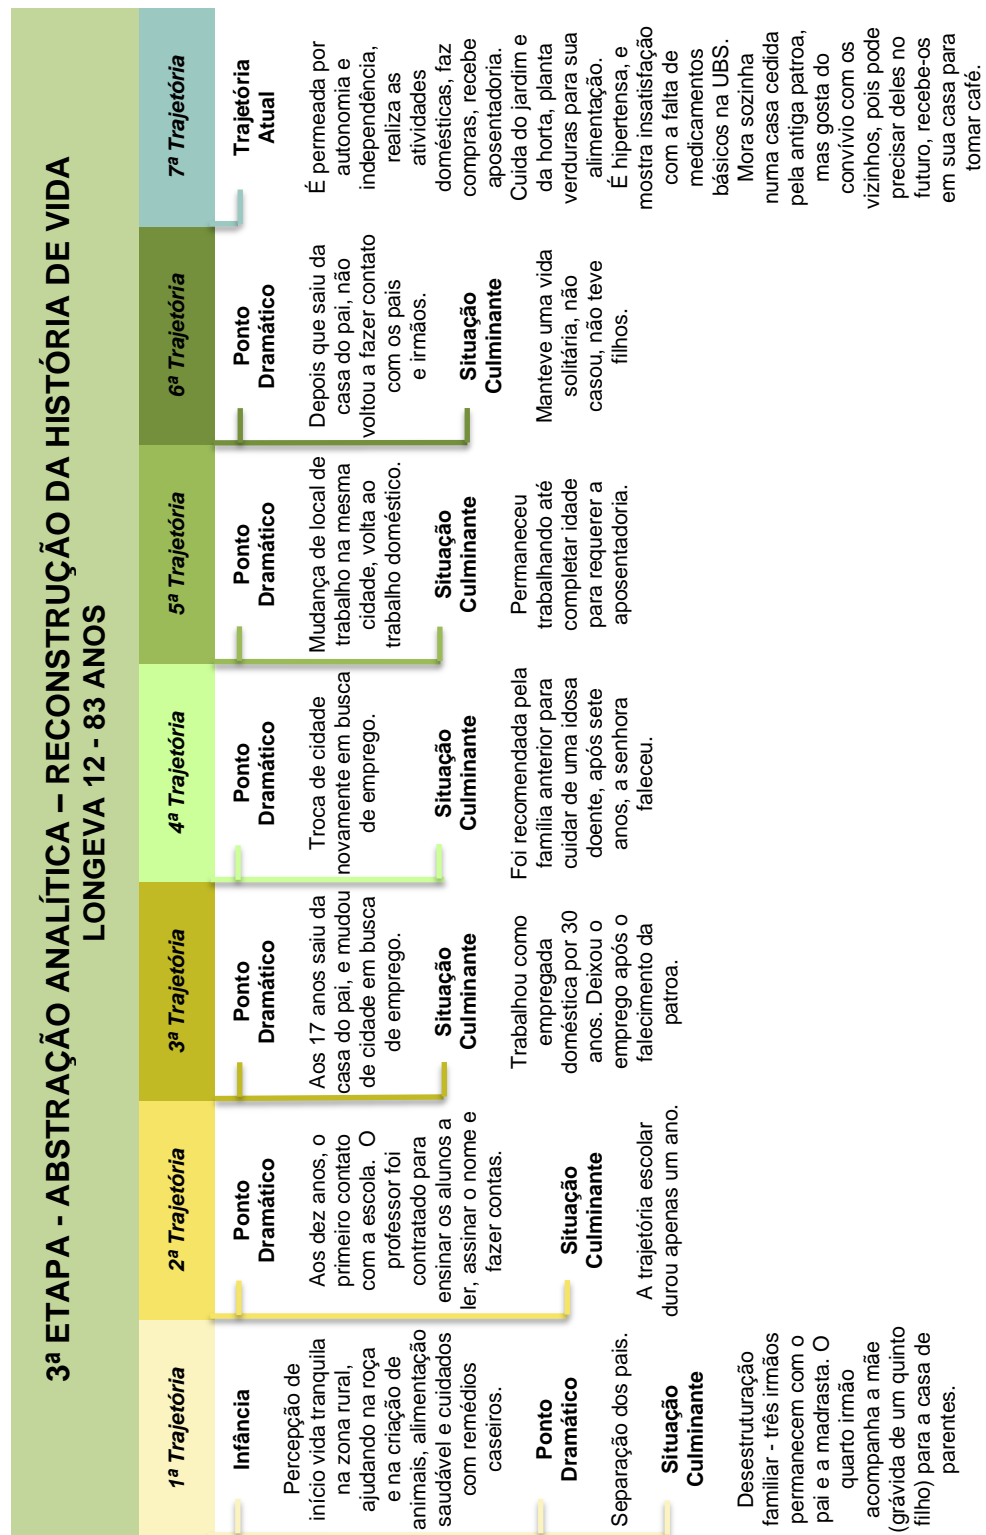 3ª ETAPA - ABSTRAÇÃO ANALÍTICA – RECONSTRUÇÃO DA HISTÓRIA DE VIDA
LONGEVA 12 - 83 ANOS
1ª Trajetória
Infância
Percepção de
início vida tranquila
na zona rural,
ajudando na roça
e na criação de
animais, alimentação
saudável e cuidados
com remédios
caseiros.
Ponto
Dramático
Separação dos pais.
Situação
Culminante
Desestruturação
familiar - três irmãos
permanecem com o
pai e a madrasta. O
quarto irmão
acompanha a mãe
(grávida de um quinto
filho) para a casa de
parentes.
2ª Trajetória
Ponto
Dramático
Aos dez anos, o
primeiro contato
com a escola. O
professor foi
contratado para
ensinar os alunos a
ler, assinar o nome e
fazer contas.
Situação
Culminante
A trajetória escolar
durou apenas um ano.
3ª Trajetória
Ponto
Dramático
Aos 17 anos saiu da
casa do pai, e mudou
de cidade em busca
de emprego.
Situação
Culminante
Trabalhou como
empregada
doméstica por 30
anos. Deixou o
emprego após o
falecimento da
patroa.
4ª Trajetória
Ponto
Dramático
Troca de cidade
novamente em busca
de emprego.
Situação
Culminante
Foi recomendada pela
família anterior para
cuidar de uma idosa
doente, após sete
anos, a senhora
faleceu.
5ª Trajetória
Ponto
Dramático
Mudança de local de
trabalho na mesma
cidade, volta ao
trabalho doméstico.
Situação
Culminante
Permaneceu
trabalhando até
completar idade
para requerer a
aposentadoria.
6ª Trajetória
Ponto
Dramático
Depois que saiu da
casa do pai, não
voltou a fazer contato
com os pais
e irmãos.
Situação
Culminante
Manteve uma vida
solitária, não
casou, não teve
filhos.
7ª Trajetória
Trajetória
Atual
É permeada por
autonomia e
independência,
realiza as
atividades
domésticas, faz
compras, recebe
aposentadoria.
Cuida do jardim e
da horta, planta
verduras para sua
alimentação.
É hipertensa, e
mostra insatisfação
com a falta de
medicamentos
básicos na UBS.
Mora sozinha
numa casa cedida
pela antiga patroa,
mas gosta do
convívio com os
vizinhos, pois pode
precisar deles no
futuro, recebe-os
em sua casa para
tomar café.